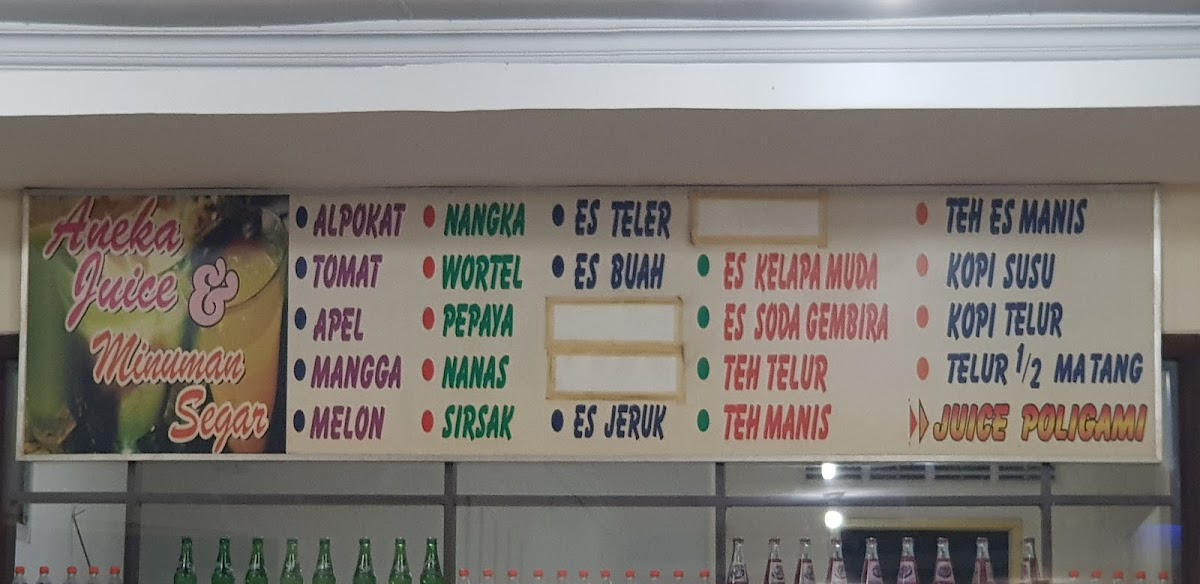 Aneka
Juice &
Minuman
Segar
ALPOKAT
TOMAT
APEL
MANGGA
MELON
NANGKA
WORTEL
PEPAYA
NANAS
SIRSAK
ES TELER
ES BUAH
ES JERUK
ES KELAPA MUDA
ES SODA GEMBIRA
TEH TELUR
TEH MANIS
TEH ES MANIS
KOPI SUSU
KOPI TELUR
TELUR 1/2 MATANG
JUICE POLIGAMI